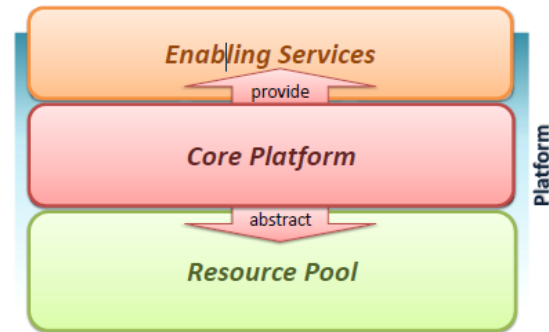 Enabling Services
provide
Core Platform
abstract
Resource Pool
Platform